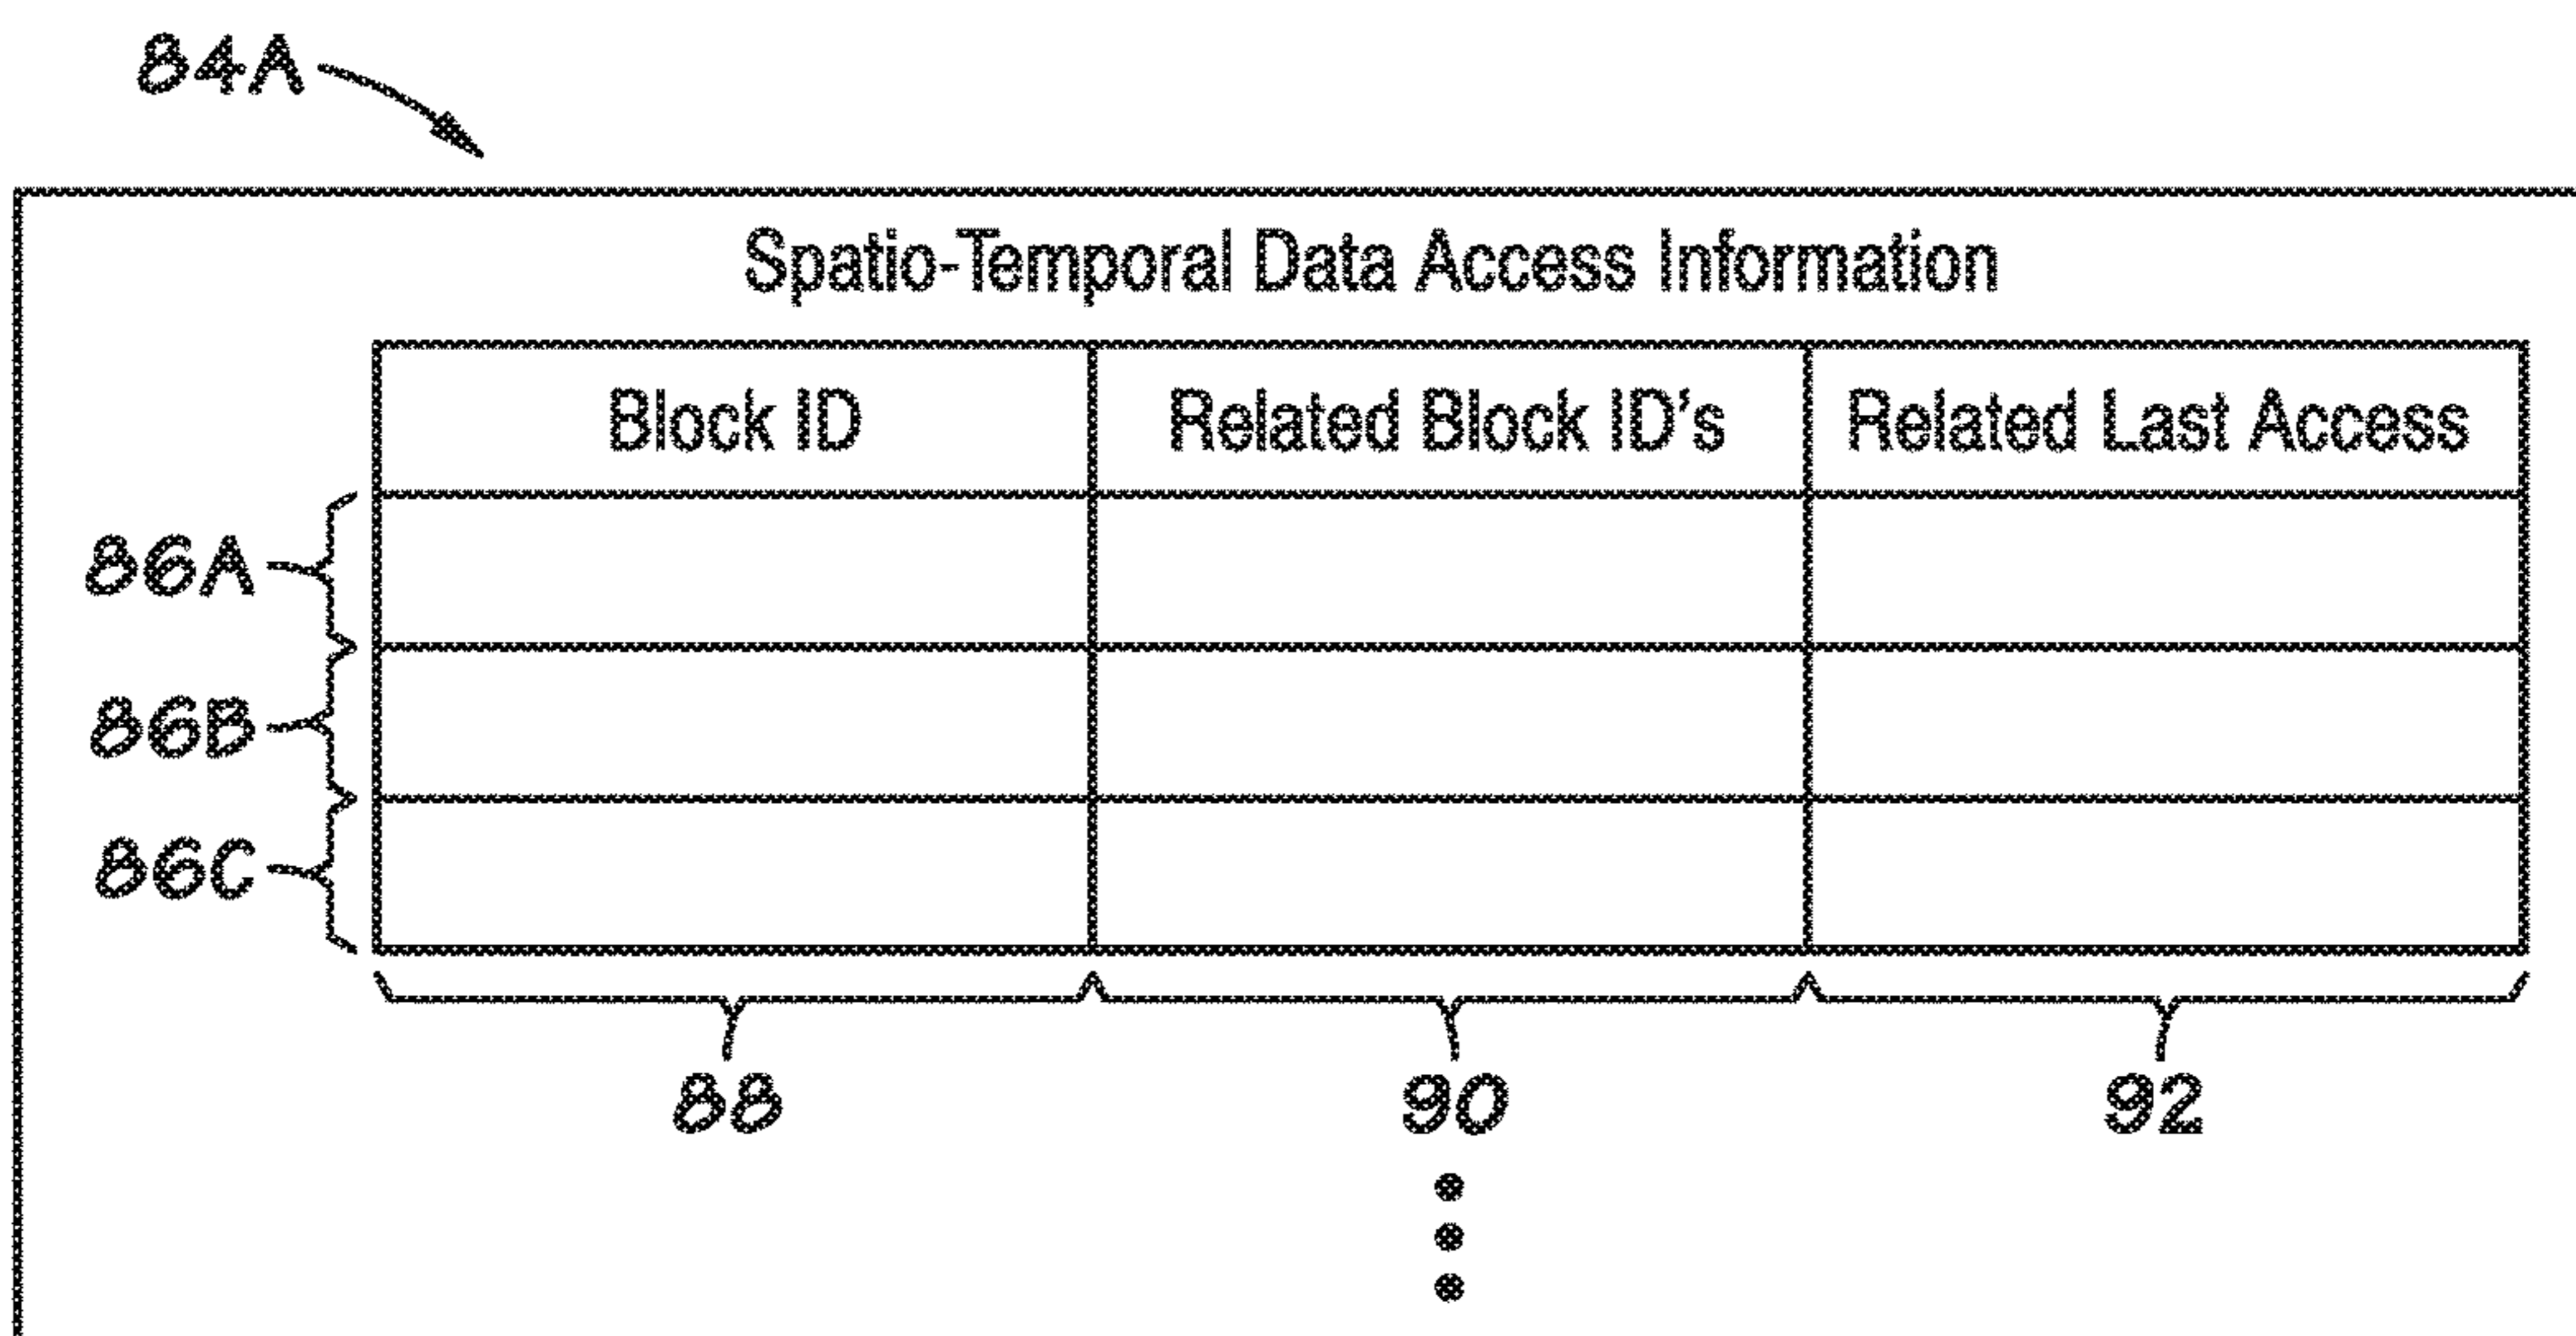 84A
Spatio-Temporal Data Access Information
Block ID Related Block ID's Related Last Access
86A
86B
86C
88 90 92